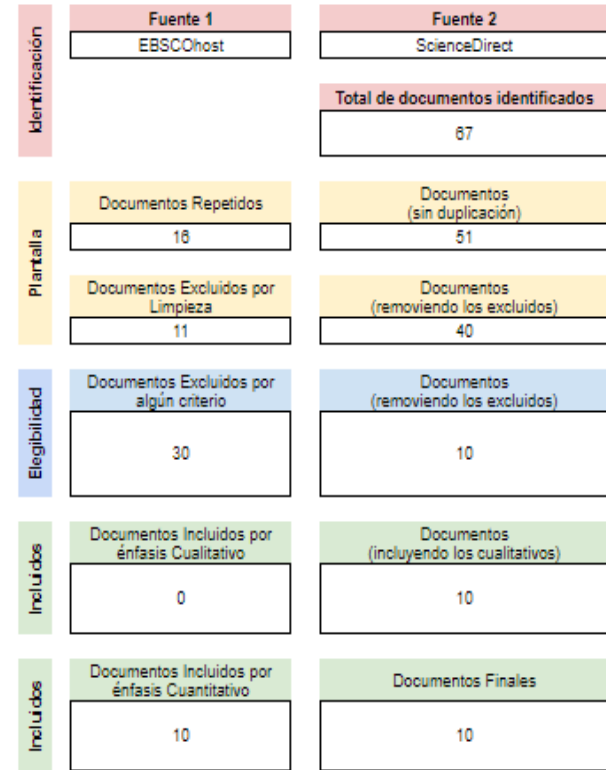 Identificación
Fuente 1
Fuente 2
EBSCOhost
ScienceDirect
Total de documentos identificados
67
Plantalla
Documentos Repetidos
Documentos
(sin duplicación)
16
51
Documentos Excluidos por
Limpieza
Documentos
(removiendo los excluidos)
11
40
Elegibilidad
Documentos Excluidos por
algún criterio
Documentos
(removiendo los excluidos)
30
10
Incluidos
Documentos Incluidos por
énfasis Cualitativo
Documentos
(incluyendo los cualitativos)
0
10
Incluidos
Documentos Incluidos por
énfasis Cuantitativo
Documentos Finales
10
10